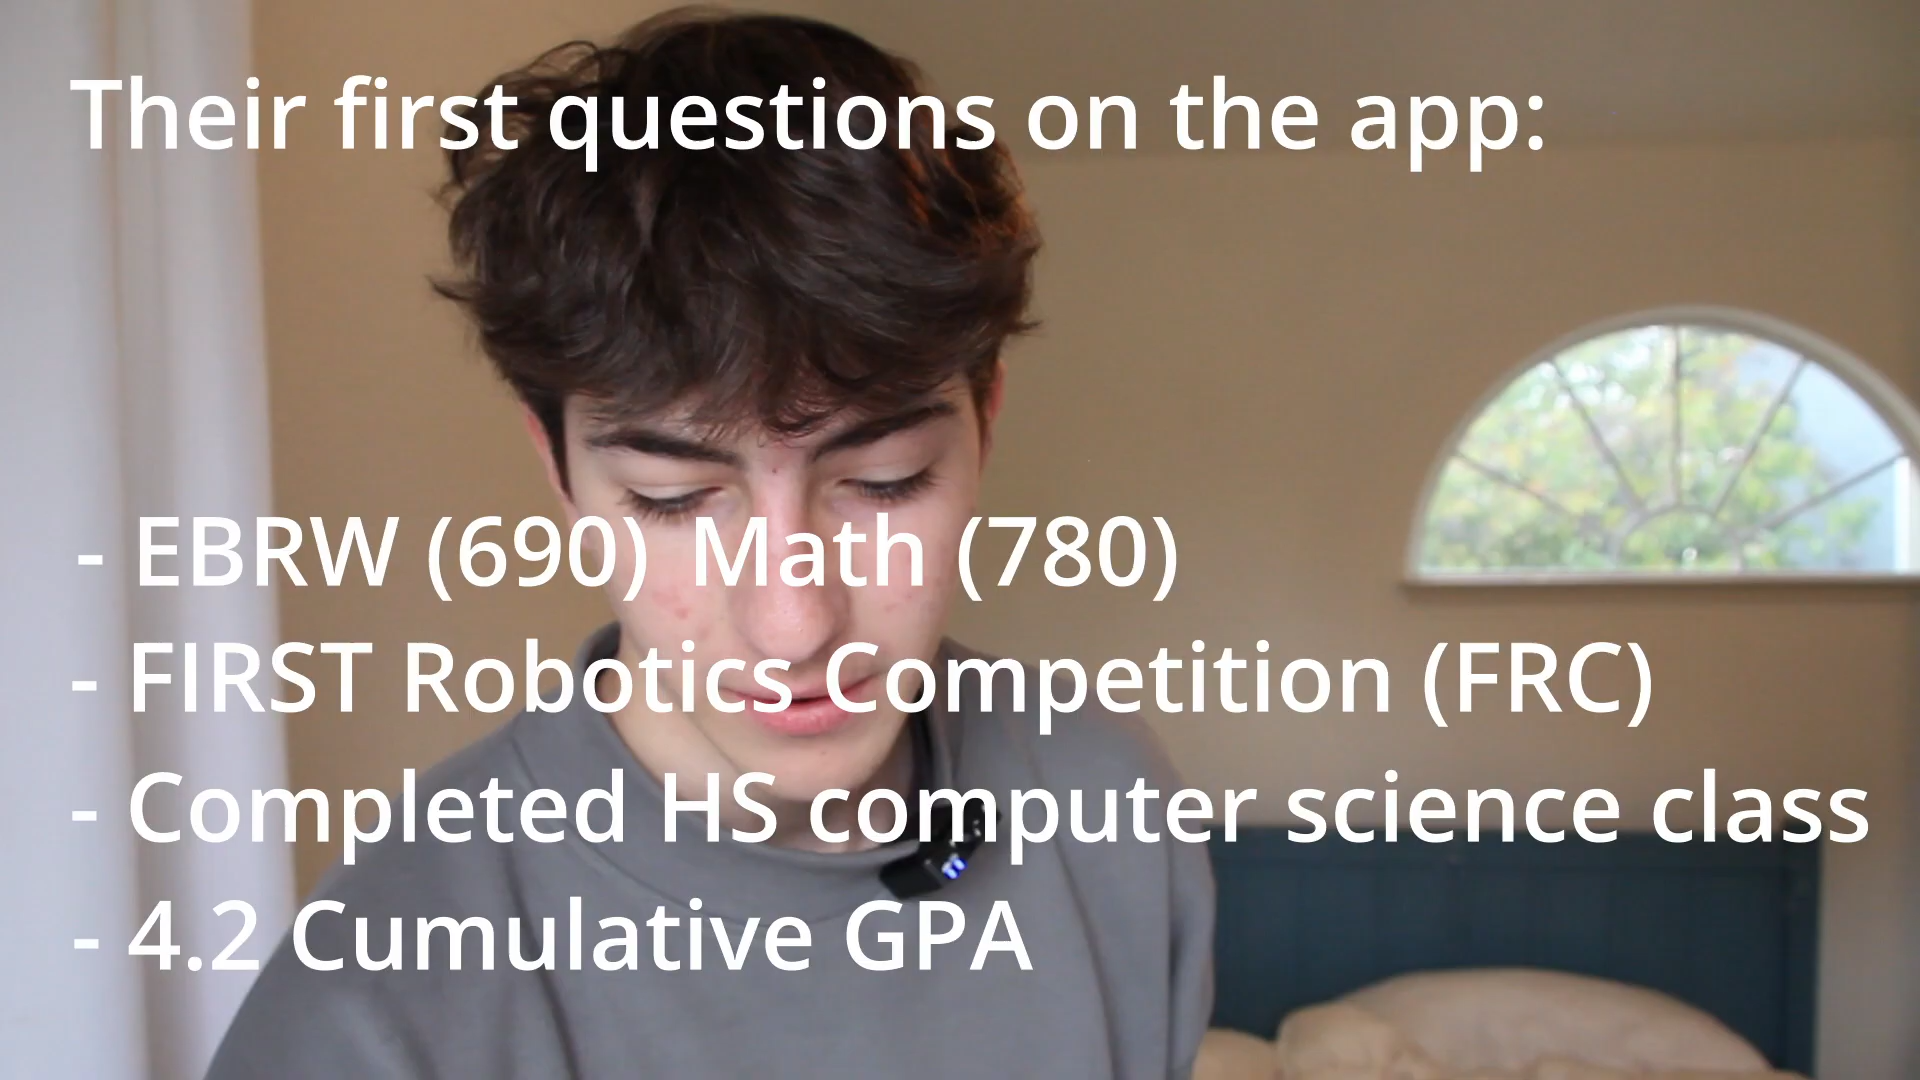 Their first questions on the app:
- EBRW (690) Math (780)
- FIRST Robotics Competition (FRC)
- Completed HS computer science class
- 4.2 Cumulative GPA